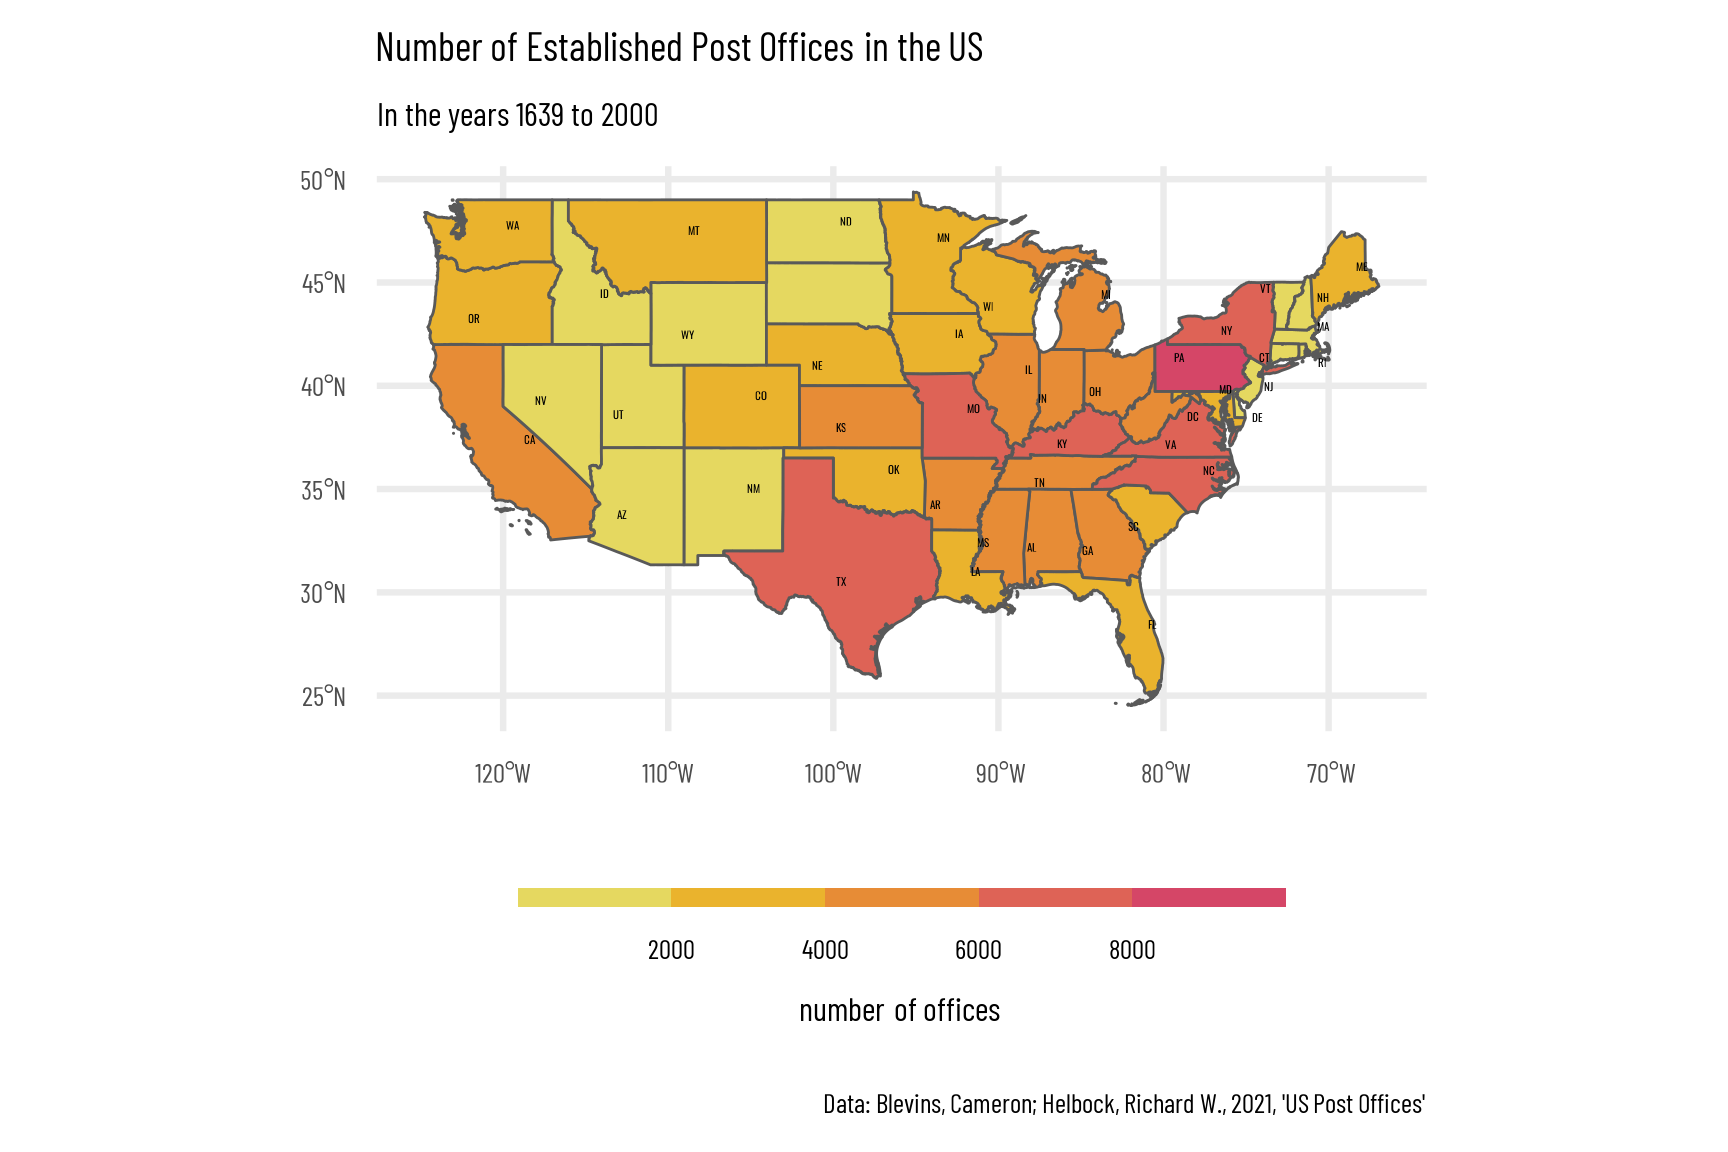 Number of Established Post Offices in the US
In the years 1639 to 2000
50°N
45°N
40°N
35°N
30°N
25°N
WA
MT
ND
MN
ME
ID
VT
NH
MI
OR
WY
WI
IA
NY
MA
NE
IL
OH
PA
CT
RI
NV
UT
CO
IN
MD
NJ
CA
KS
MO
KY
DC
DE
VA
NM
OK
TN
NC
AZ
AR
SC
MS
AL
GA
LA
TX
FL
120°W 110°W 100°W 90°W 80°W 70°W
2000 4000 6000 8000
number of offices
Data: Blevins, Cameron; Helbock, Richard W., 2021, 'US Post Offices'